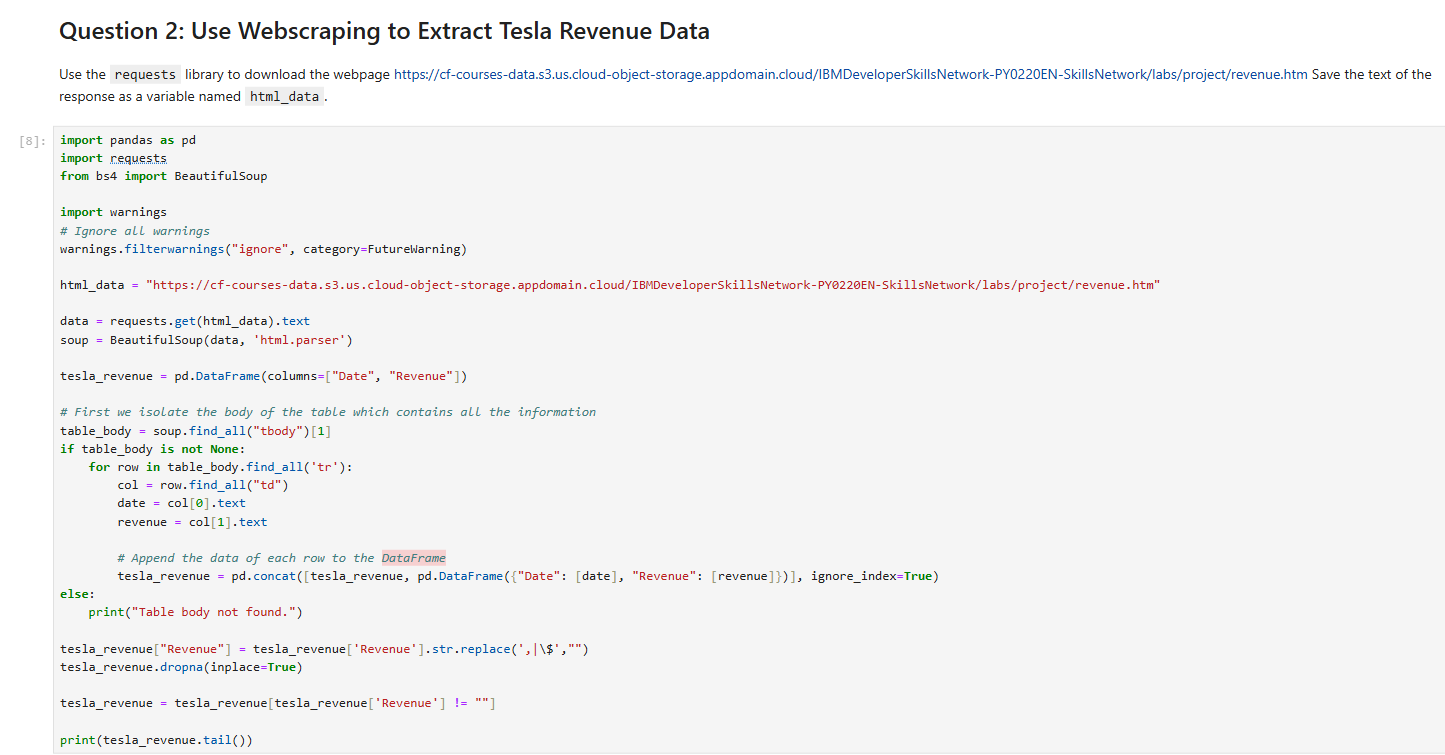 Question 2: Use Webscraping to Extract Tesla Revenue Data
Use the requests library to download the webpage https://cf-courses-data.s3.us.cloud-object-storage.appdomain.cloud/IBMDeveloperSkillsNetwork-PY0220EN-SkillsNetwork/labs/project/revenue.htm Save the text of the
response as a variable named html_data .
[8]:
import pandas as pd
import requests
from bs4 import BeautifulSoup

import warnings
# Ignore all warnings
warnings.filterwarnings("ignore", category=FutureWarning)

html_data = "https://cf-courses-data.s3.us.cloud-object-storage.appdomain.cloud/IBMDeveloperSkillsNetwork-PY0220EN-SkillsNetwork/labs/project/revenue.htm"

data = requests.get(html_data).text
soup = BeautifulSoup(data, 'html.parser')

tesla_revenue = pd.DataFrame(columns=["Date", "Revenue"])

# First we isolate the body of the table which contains all the information
table_body = soup.find_all("tbody")[1]
if table_body is not None:
    for row in table_body.find_all('tr'):
        col = row.find_all("td")
        date = col[0].text
        revenue = col[1].text

        # Append the data of each row to the DataFrame
        tesla_revenue = pd.concat([tesla_revenue, pd.DataFrame({"Date": [date], "Revenue": [revenue]})], ignore_index=True)
else:
    print("Table body not found.")

tesla_revenue["Revenue"] = tesla_revenue['Revenue'].str.replace(',|\$',"")
tesla_revenue.dropna(inplace=True)

tesla_revenue = tesla_revenue[tesla_revenue['Revenue'] != ""]

print(tesla_revenue.tail())